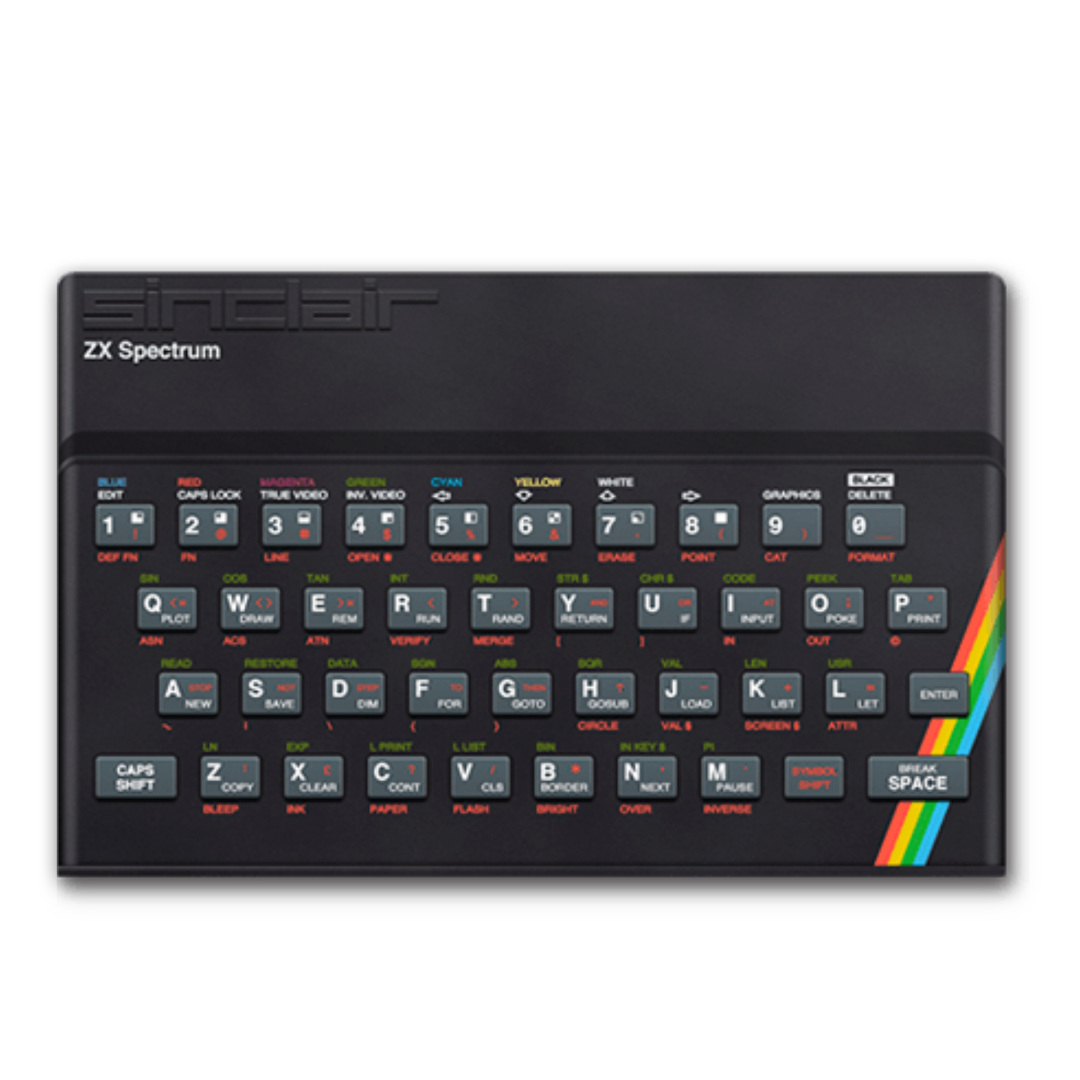 sinclair
ZX Spectrum
BLUE RED MAGENTA GREEN CYAN YELLOW WHITE BLACK
EDIT CAPS LOCK TRUE VIDEO INV. VIDEO GRAPHICS DELETE
1 ! 2 @ 3 # 4 $ 5 % 6 & 7 ' 8 ( 9 ) 0 _
DEF FN FN LINE OPEN # CLOSE # MOVE ERASE POINT CAT FORMAT
SIN COS TAN INT RND STR $ CHR $ CODE PEEK TAB
Q <= W <> E >= R < T > Y AND U OR I AT O ; P "
PLOT DRAW REM RUN RAND RETURN IF INPUT POKE PRINT
ASN ACS ATN VERIFY MERGE [ ] IN OUT ©
READ RESTORE DATA SGN ABS SQR VAL LEN USR
A STOP S NOT D STEP F TO G THEN H ↑ J − K + L = ENTER
NEW SAVE DIM FOR GOTO GOSUB LOAD LIST LET
~ | \ { } CIRCLE VAL $ SCREEN $ ATTR
LN EXP L PRINT L LIST BIN IN KEY $ PI
CAPS SHIFT Z : X £ C ? V / B * N , M . SYMBOL SHIFT BREAK SPACE
COPY CLEAR CONT CLS BORDER NEXT PAUSE
BLEEP INK PAPER FLASH BRIGHT OVER INVERSE